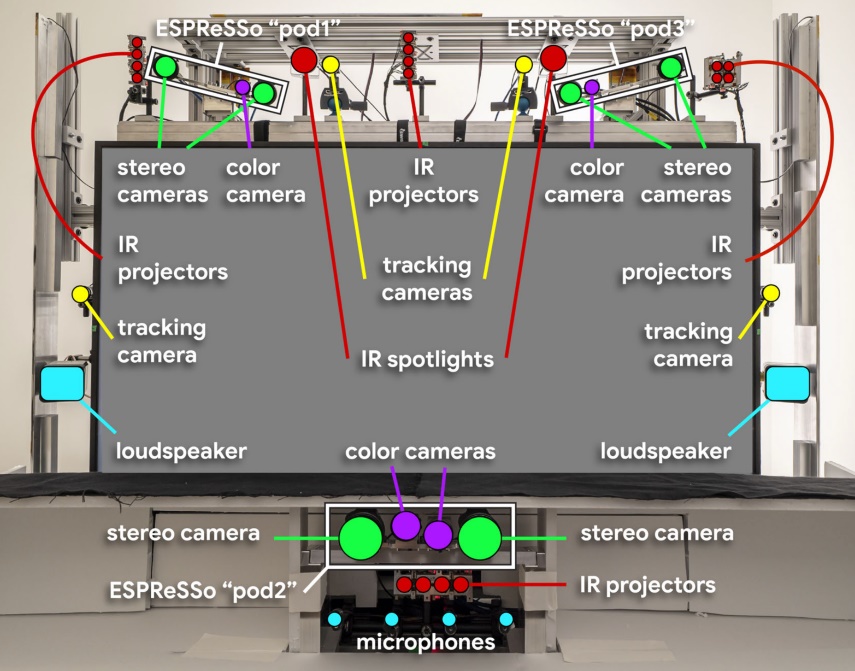 ESPReSSo “pod1”
ESPReSSo “pod3”
stereo
cameras
color
camera
IR
projectors
color
camera
stereo
cameras
IR
projectors
tracking
cameras
IR
projectors
tracking
camera
IR spotlights
tracking
camera
loudspeaker
color cameras
loudspeaker
stereo camera
stereo camera
ESPReSSo “pod2”
IR projectors
microphones